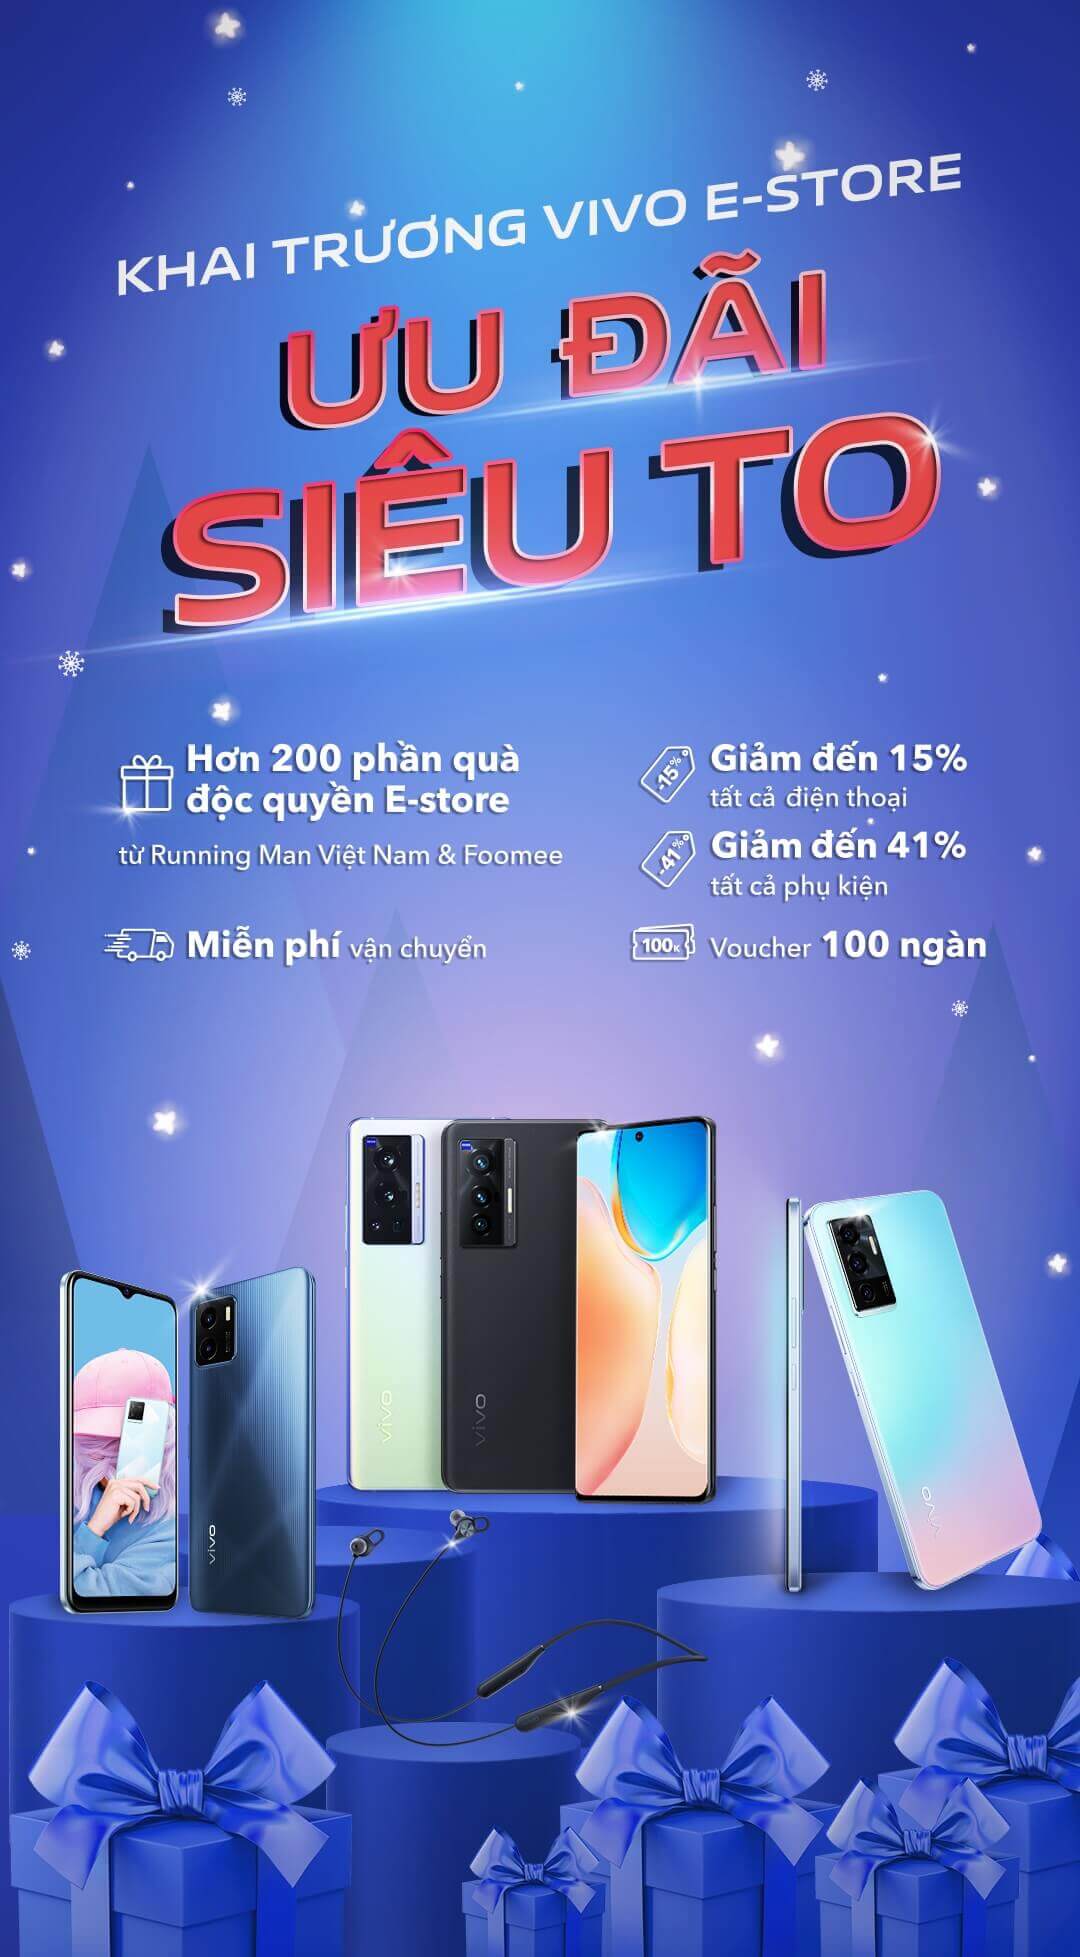 KHAI TRƯƠNG VIVO E-STORE
ƯU ĐÃI
SIÊU TO
Hơn 200 phần quà
độc quyền E-store
từ Running Man Việt Nam & Foomee
Miễn phí vận chuyển
-15%
Giảm đến 15%
tất cả điện thoại
-41%
Giảm đến 41%
tất cả phụ kiện
100K
Voucher 100 ngàn
vivo
vivo
vivo
vivo